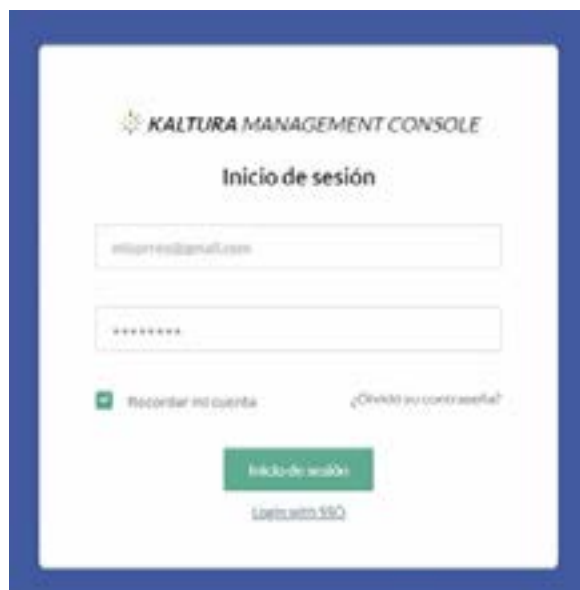 KALTURA MANAGEMENT CONSOLE
Inicio de sesión
********
Recordar mi cuenta
¿Olvidó su contraseña?
Inicio de sesión
Login with SSO